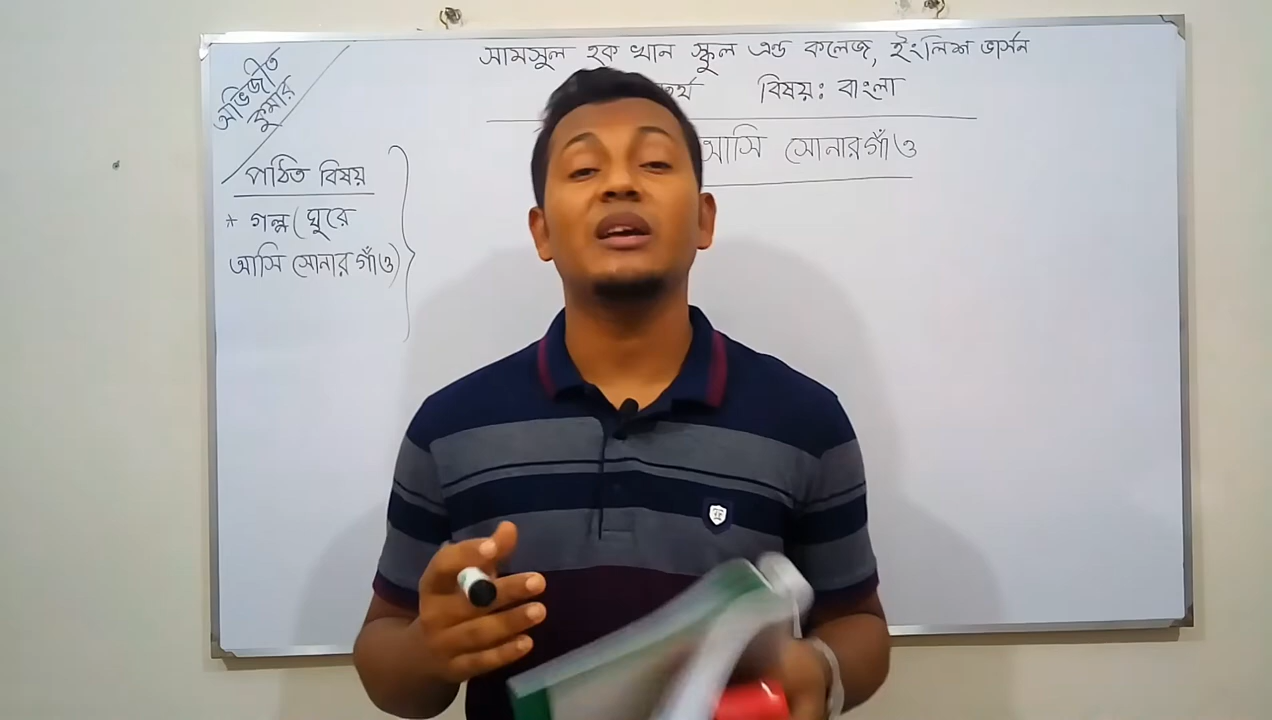 অভিজীত
কুমার
সামসুল হক খান স্কুল এন্ড কলেজ, ইংলিশ ভার্সন
বিষয়ঃ বাংলা
আসি সোনারগাঁও
পঠিত বিষয়
* গল্প (ঘুরে
আসি সোনারগাঁও)